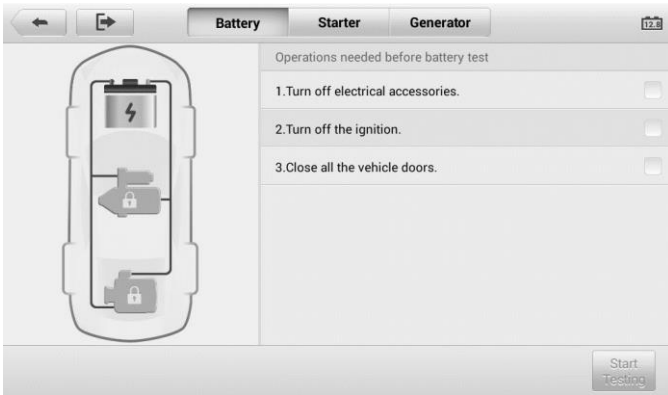 Battery
Starter
Generator
12.8
Operations needed before battery test
1.Turn off electrical accessories.
2.Turn off the ignition.
3.Close all the vehicle doors.
Start
Testing